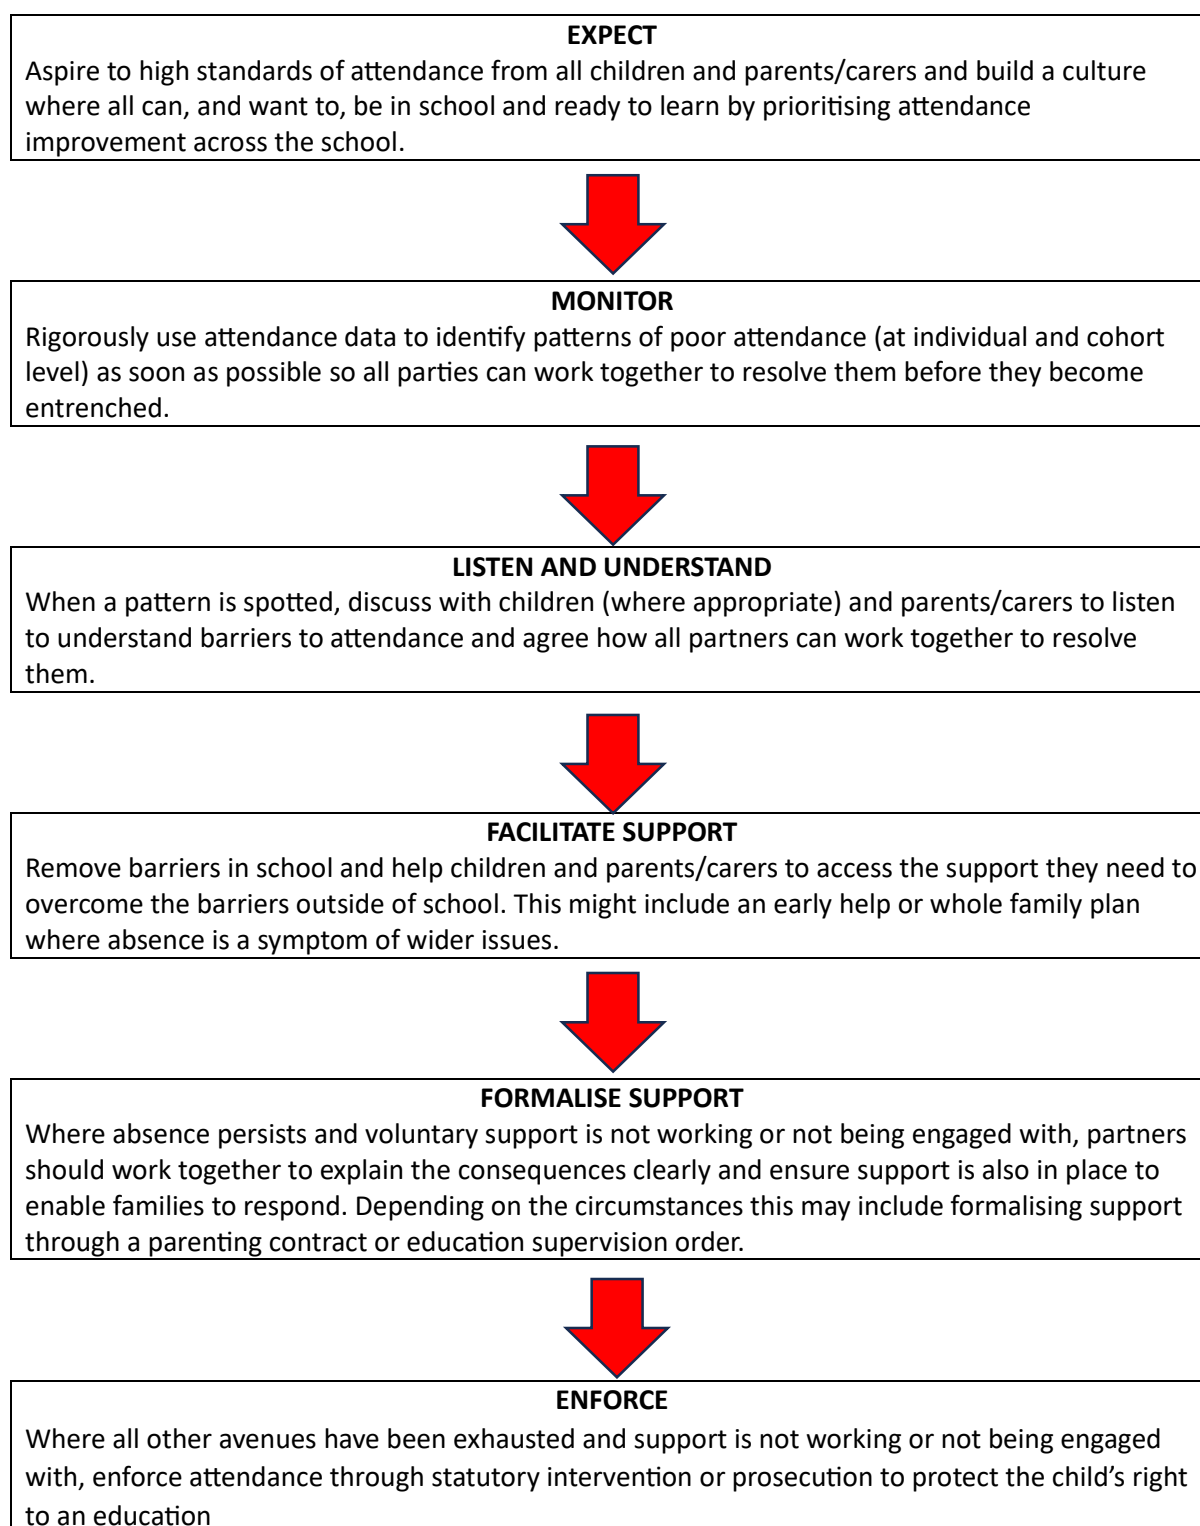 EXPECT
Aspire to high standards of attendance from all children and parents/carers and build a culture
where all can, and want to, be in school and ready to learn by prioritising attendance
improvement across the school.
MONITOR
Rigorously use attendance data to identify patterns of poor attendance (at individual and cohort
level) as soon as possible so all parties can work together to resolve them before they become
entrenched.
LISTEN AND UNDERSTAND
When a pattern is spotted, discuss with children (where appropriate) and parents/carers to listen
to understand barriers to attendance and agree how all partners can work together to resolve
them.
FACILITATE SUPPORT
Remove barriers in school and help children and parents/carers to access the support they need to
overcome the barriers outside of school. This might include an early help or whole family plan
where absence is a symptom of wider issues.
FORMALISE SUPPORT
Where absence persists and voluntary support is not working or not being engaged with, partners
should work together to explain the consequences clearly and ensure support is also in place to
enable families to respond. Depending on the circumstances this may include formalising support
through a parenting contract or education supervision order.
ENFORCE
Where all other avenues have been exhausted and support is not working or not being engaged
with, enforce attendance through statutory intervention or prosecution to protect the child’s right
to an education